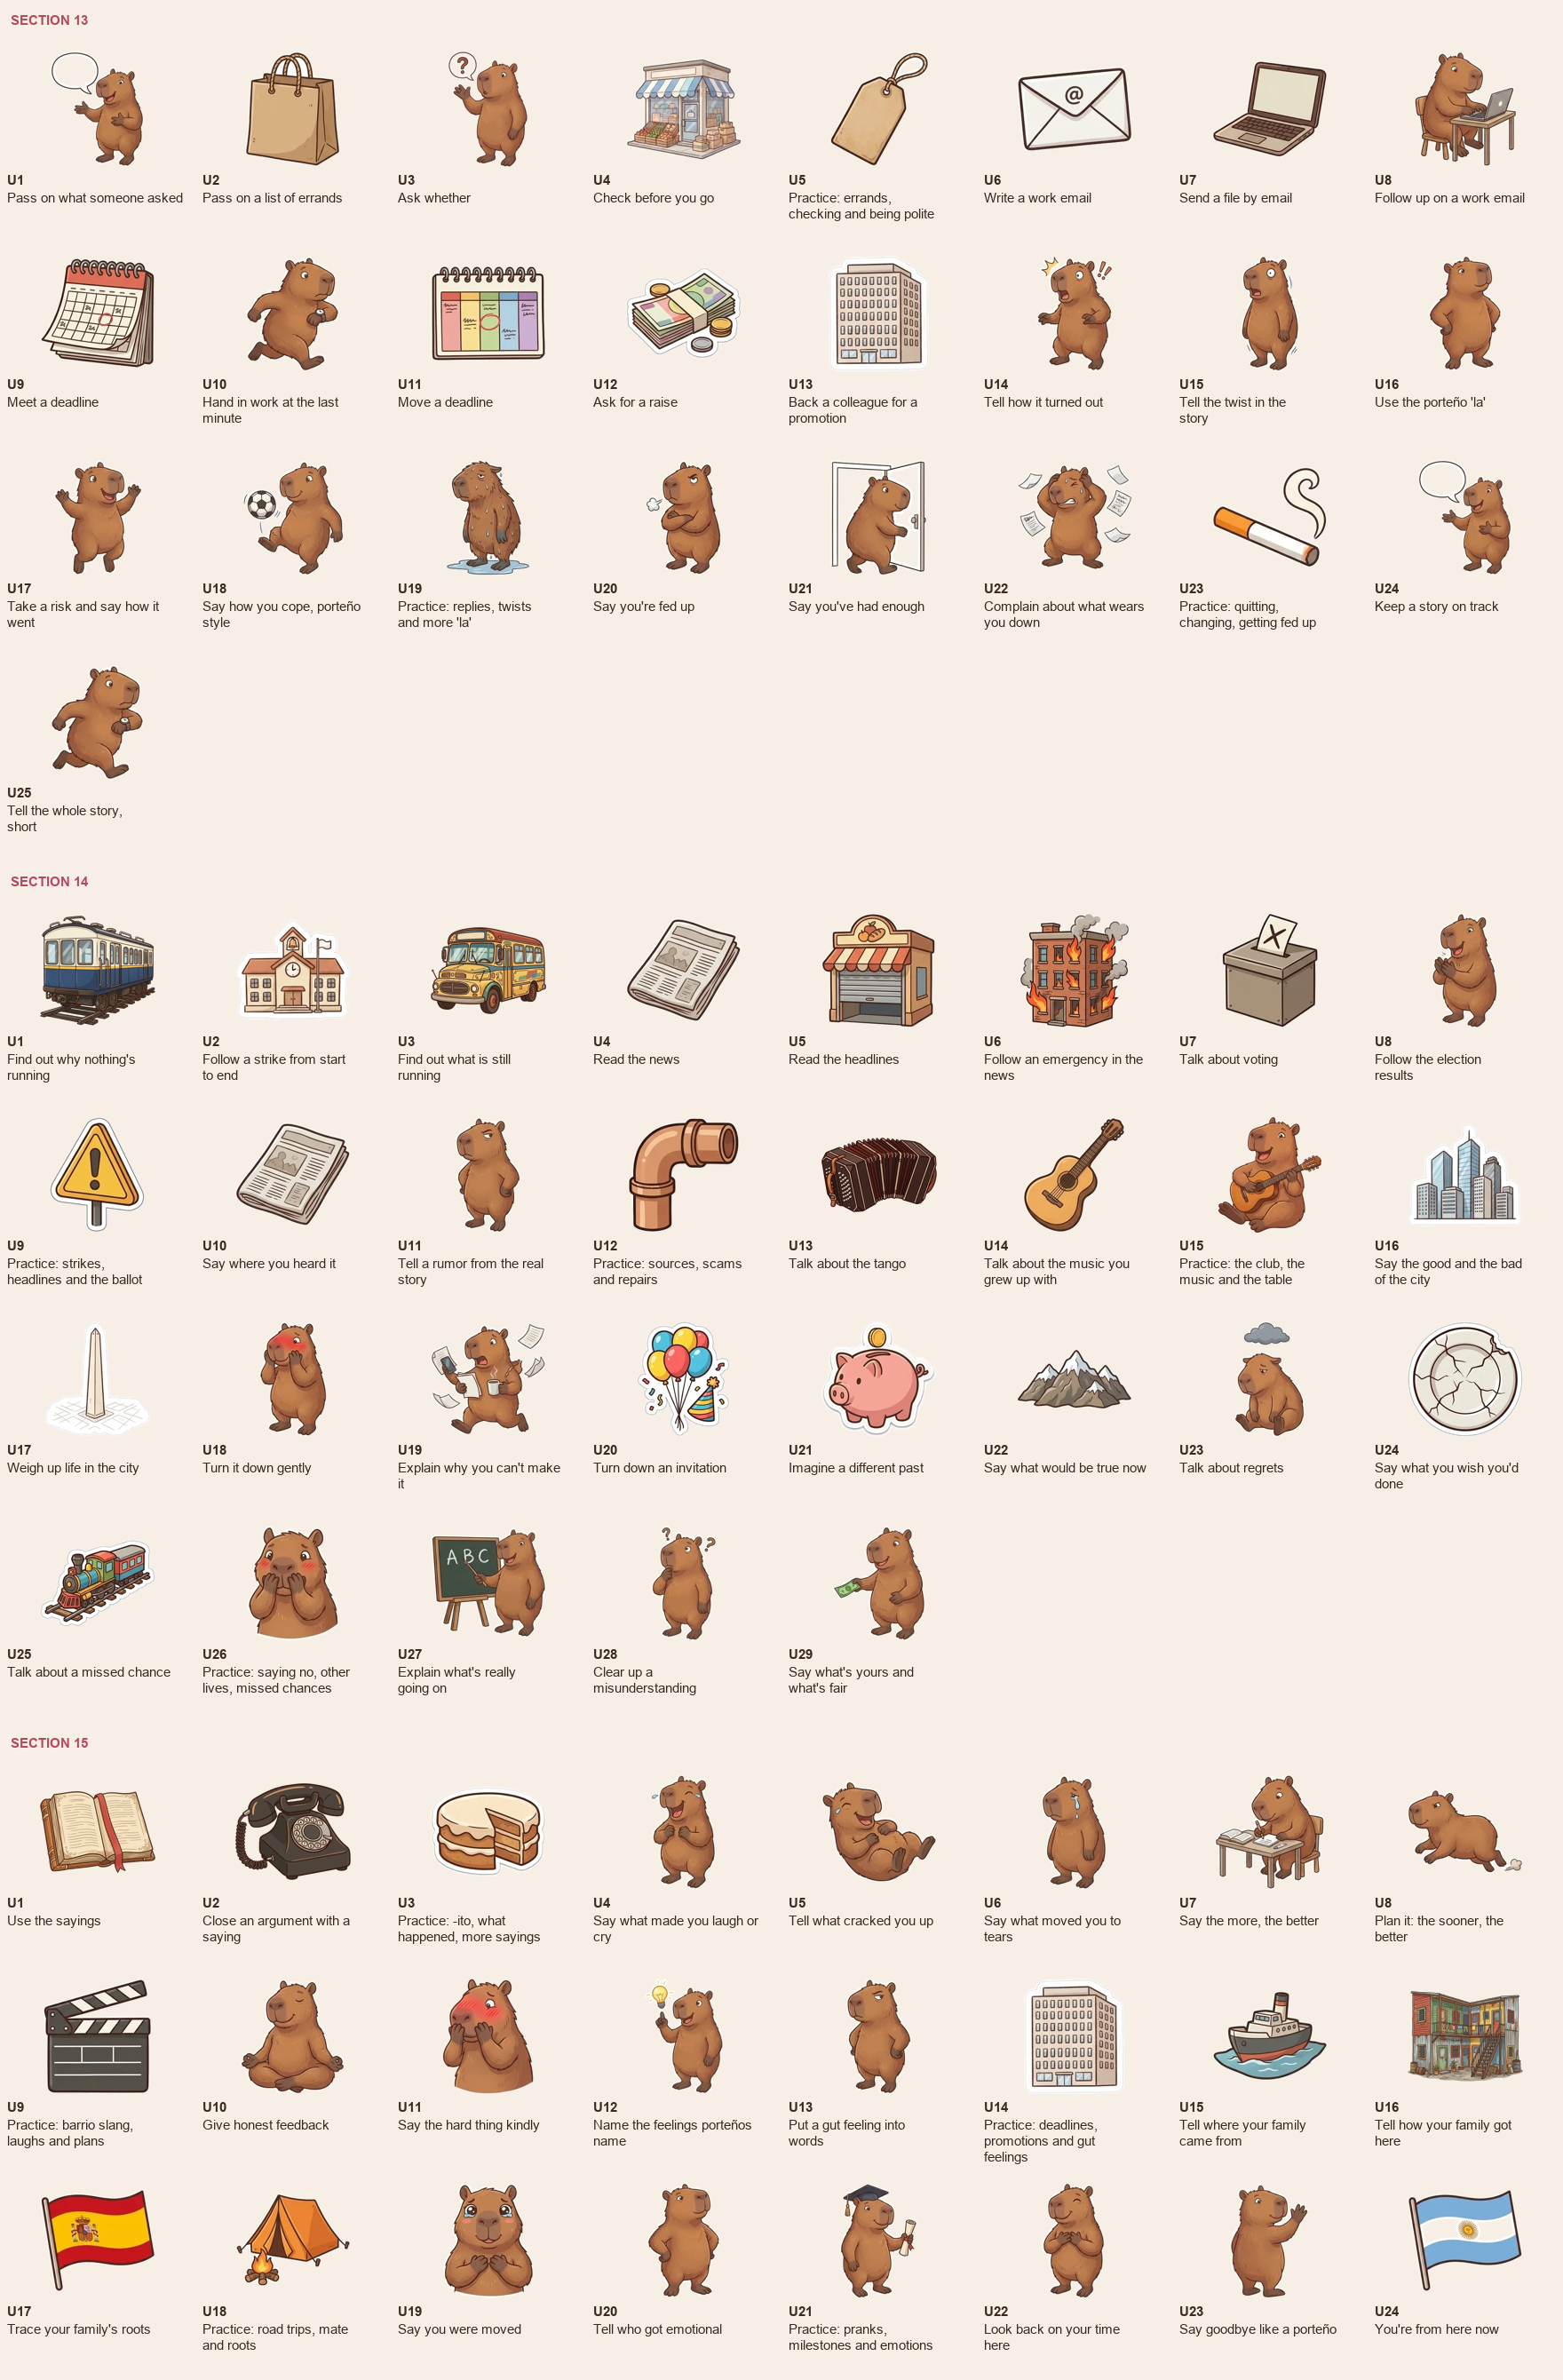 SECTION 13
?
@
U1
Pass on what someone asked
U2
Pass on a list of errands
U3
Ask whether
U4
Check before you go
U5
Practice: errands,
checking and being polite
U6
Write a work email
U7
Send a file by email
U8
Follow up on a work email
!!
U9
Meet a deadline
U10
Hand in work at the last
minute
U11
Move a deadline
U12
Ask for a raise
U13
Back a colleague for a
promotion
U14
Tell how it turned out
U15
Tell the twist in the
story
U16
Use the porteño 'la'
U17
Take a risk and say how it
went
U18
Say how you cope, porteño
style
U19
Practice: replies, twists
and more 'la'
U20
Say you're fed up
U21
Say you've had enough
U22
Complain about what wears
you down
U23
Practice: quitting,
changing, getting fed up
U24
Keep a story on track
U25
Tell the whole story,
short
SECTION 14
X
U1
Find out why nothing's
running
U2
Follow a strike from start
to end
U3
Find out what is still
running
U4
Read the news
U5
Read the headlines
U6
Follow an emergency in the
news
U7
Talk about voting
U8
Follow the election
results
!
U9
Practice: strikes,
headlines and the ballot
U10
Say where you heard it
U11
Tell a rumor from the real
story
U12
Practice: sources, scams
and repairs
U13
Talk about the tango
U14
Talk about the music you
grew up with
U15
Practice: the club, the
music and the table
U16
Say the good and the bad
of the city
U17
Weigh up life in the city
U18
Turn it down gently
U19
Explain why you can't make
it
U20
Turn down an invitation
U21
Imagine a different past
U22
Say what would be true now
U23
Talk about regrets
U24
Say what you wish you'd
done
A B C
? ?
U25
Talk about a missed chance
U26
Practice: saying no, other
lives, missed chances
U27
Explain what's really
going on
U28
Clear up a
misunderstanding
U29
Say what's yours and
what's fair
SECTION 15
U1
Use the sayings
U2
Close an argument with a
saying
U3
Practice: -ito, what
happened, more sayings
U4
Say what made you laugh or
cry
U5
Tell what cracked you up
U6
Say what moved you to
tears
U7
Say the more, the better
U8
Plan it: the sooner, the
better
U9
Practice: barrio slang,
laughs and plans
U10
Give honest feedback
U11
Say the hard thing kindly
U12
Name the feelings porteños
name
U13
Put a gut feeling into
words
U14
Practice: deadlines,
promotions and gut
feelings
U15
Tell where your family
came from
U16
Tell how your family got
here
U17
Trace your family's roots
U18
Practice: road trips, mate
and roots
U19
Say you were moved
U20
Tell who got emotional
U21
Practice: pranks,
milestones and emotions
U22
Look back on your time
here
U23
Say goodbye like a porteño
U24
You're from here now